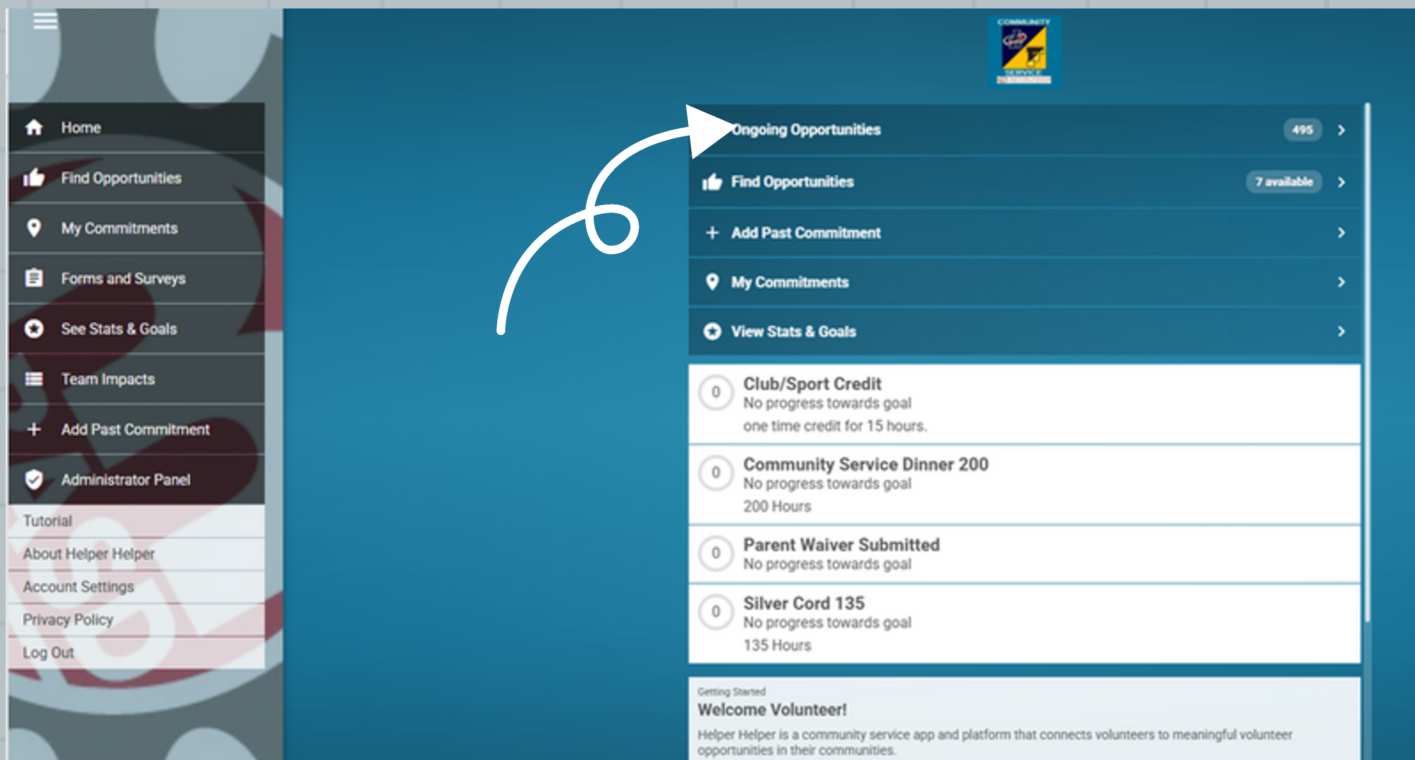 Home
Find Opportunities
My Commitments
Forms and Surveys
See Stats & Goals
Team Impacts
Add Past Commitment
Administrator Panel
Tutorial
About Helper Helper
Account Settings
Privacy Policy
Log Out
COMMUNITY
SERVICE
Ongoing Opportunities 495
Find Opportunities 7 available
Add Past Commitment
My Commitments
View Stats & Goals
0 Club/Sport Credit
No progress towards goal
one time credit for 15 hours.
0 Community Service Dinner 200
No progress towards goal
200 Hours
0 Parent Waiver Submitted
No progress towards goal
0 Silver Cord 135
No progress towards goal
135 Hours
Getting Started
Welcome Volunteer!
Helper Helper is a community service app and platform that connects volunteers to meaningful volunteer
opportunities in their communities.